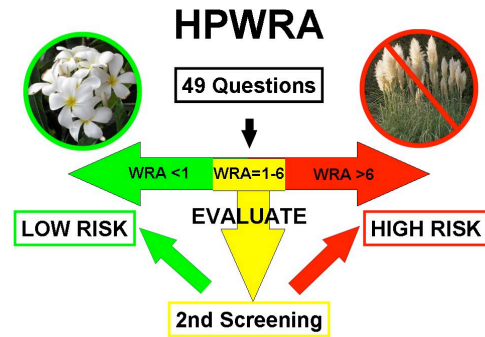 HPWRA
49 Questions
WRA <1
WRA=1-6
WRA >6
EVALUATE
LOW RISK
HIGH RISK
2nd Screening